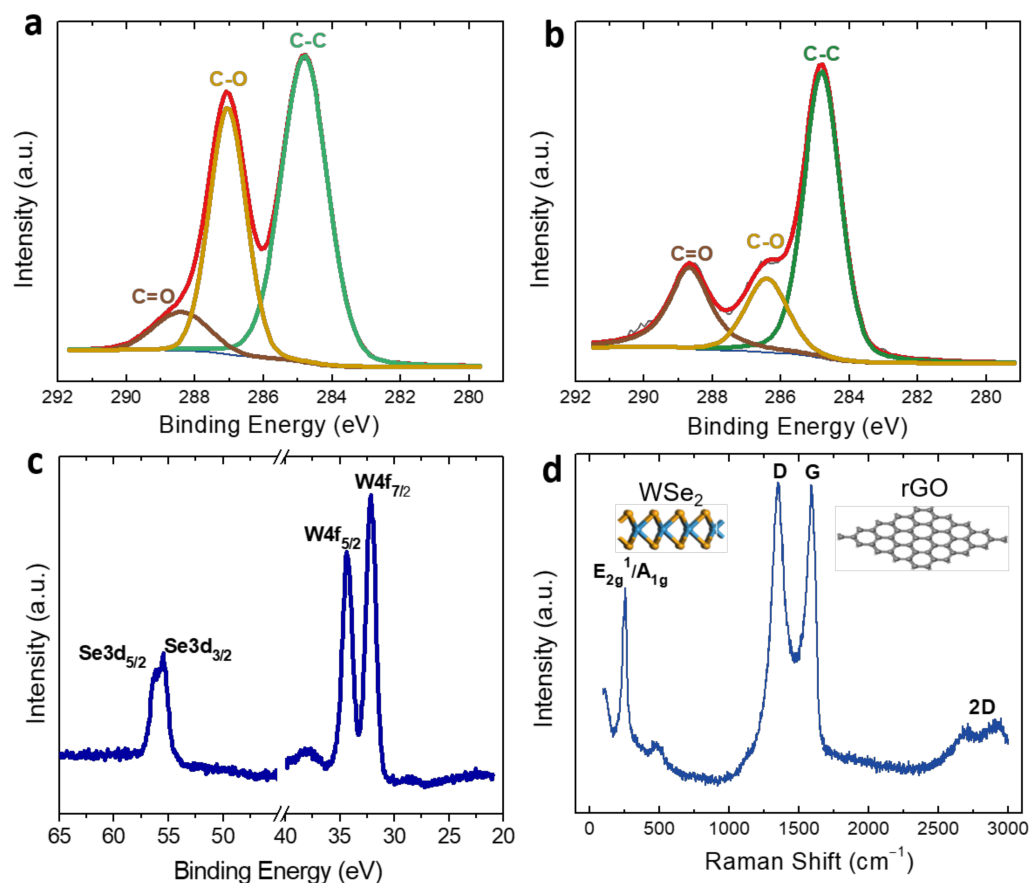 a
C-C
C-O
C=O
Intensity (a.u.)
292 290 288 286 284 282 280
Binding Energy (eV)
b
C-C
C-O
C=O
Intensity (a.u.)
292 290 288 286 284 282 280
Binding Energy (eV)
c
W4f7/2
W4f5/2
Se3d5/2
Se3d3/2
Intensity (a.u.)
65 60 55 50 40 35 30 25 20
Binding Energy (eV)
d
D G
WSe2
rGO
E2g1/A1g
2D
Intensity (a.u.)
0 500 1000 1500 2000 2500 3000
Raman Shift (cm−1)